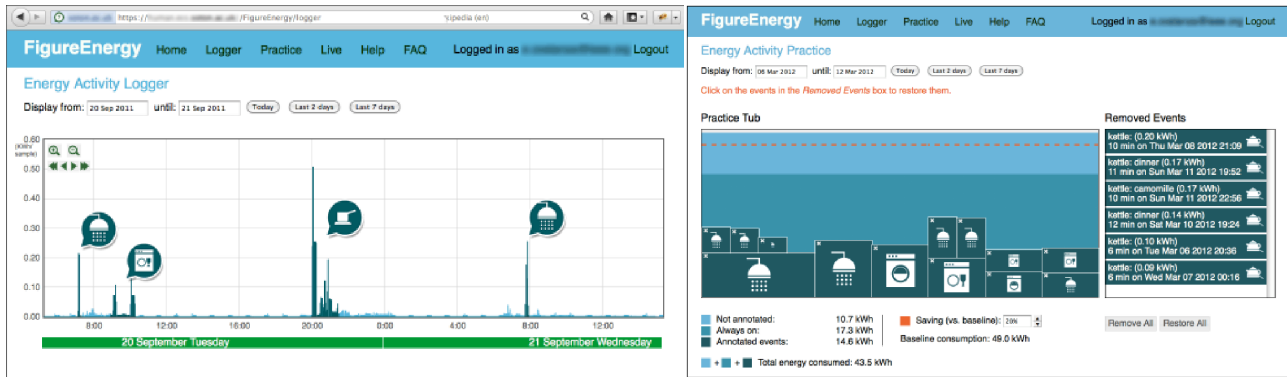 https://
/FigureEnergy/logger
FigureEnergy Home Logger Practice Live Help FAQ Logged in as Logout
Energy Activity Logger
Display from: 20 Sep 2011 until: 21 Sep 2011 Today Last 2 days Last 7 days
0.60
(kWh/
sample)
0.50
0.40
0.30
0.20
0.10
0.00
8:00 12:00 16:00 20:00 0:00 4:00 8:00 12:00
20 September Tuesday 21 September Wednesday
FigureEnergy Home Logger Practice Live Help FAQ Logged in as Logout
Energy Activity Practice
Display from: 06 Mar 2012 until: 12 Mar 2012 Today Last 2 days Last 7 days
Click on the events in the Removed Events box to restore them.
Practice Tub
Removed Events
kettle: (0.20 kWh)
10 min on Thu Mar 08 2012 21:09
kettle: dinner (0.17 kWh)
11 min on Sun Mar 11 2012 19:52
kettle: camomille (0.17 kWh)
10 min on Sun Mar 11 2012 22:56
kettle: dinner (0.14 kWh)
12 min on Sat Mar 10 2012 19:24
kettle: (0.10 kWh)
6 min on Tue Mar 06 2012 20:36
kettle: (0.09 kWh)
6 min on Wed Mar 07 2012 00:16
Not annotated: 10.7 kWh
Always on: 17.3 kWh
Annotated events: 14.6 kWh
Saving (vs. baseline): 20%
Baseline consumption: 49.0 kWh
Remove All Restore All
+ + Total energy consumed: 43.5 kWh